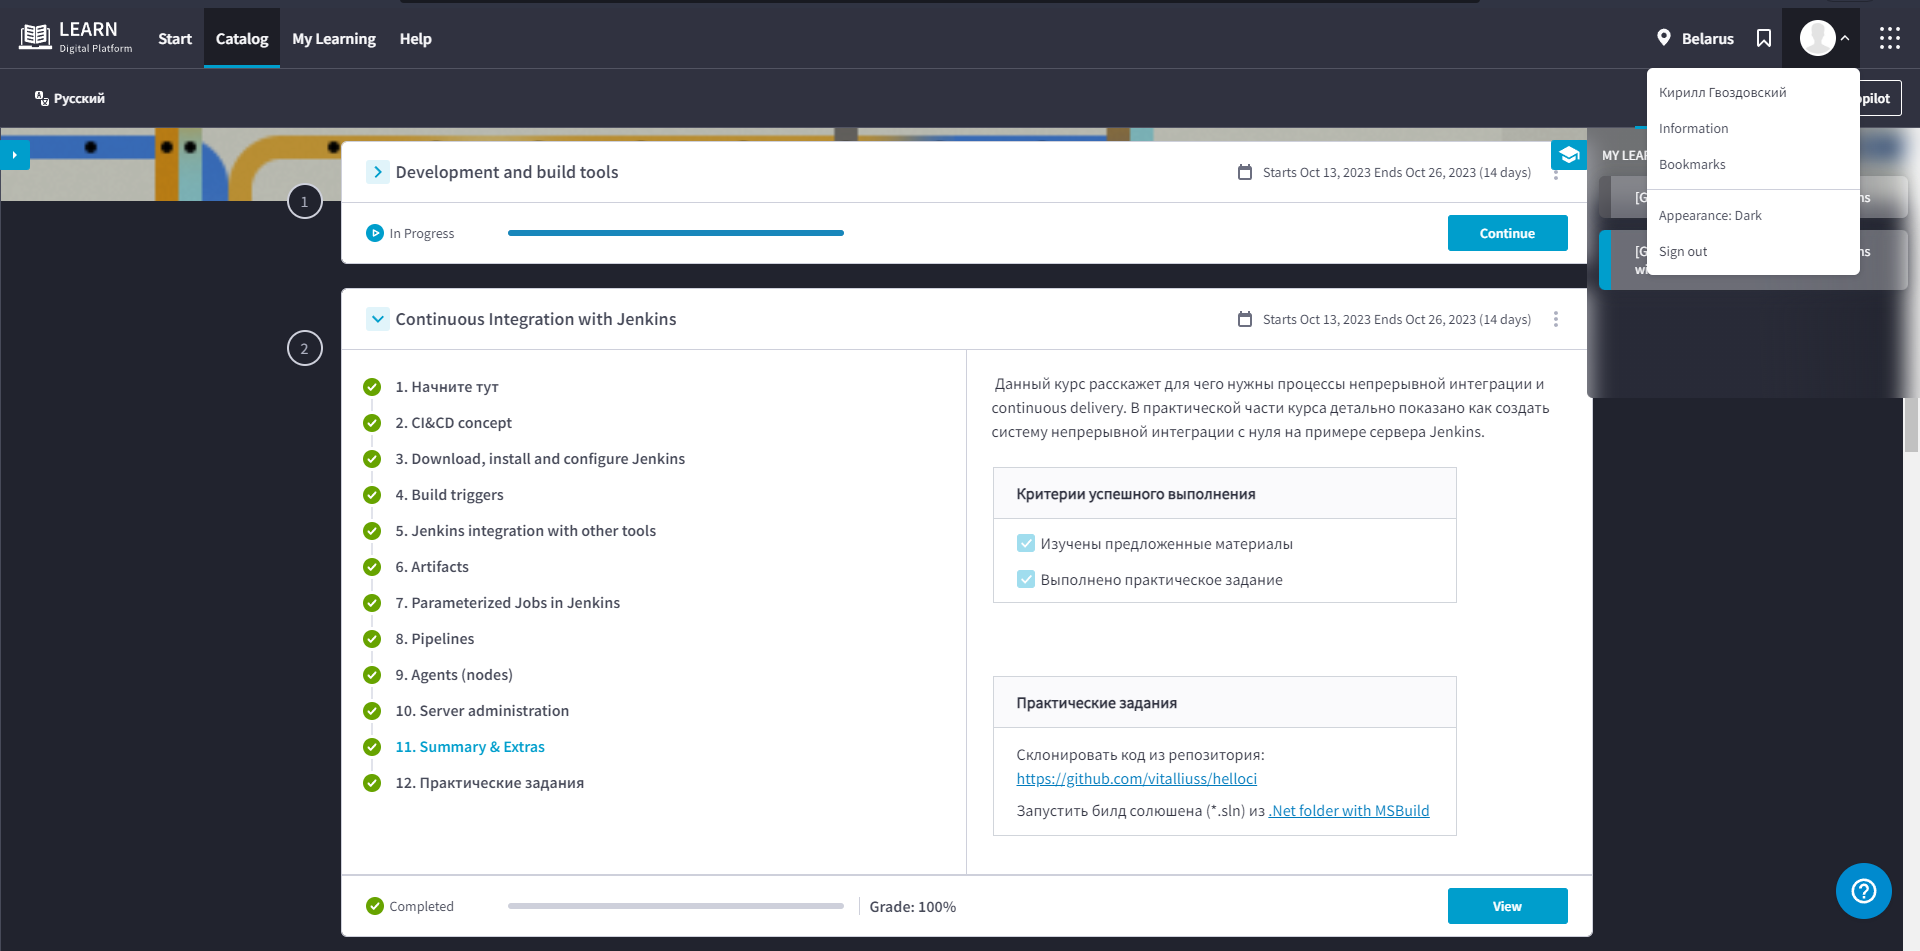 LEARN
Digital Platform
Start
Catalog
My Learning
Help
Belarus
Русский
Кирилл Гвоздовский
Information
Bookmarks
Appearance: Dark
Sign out
1
Development and build tools
Starts Oct 13, 2023 Ends Oct 26, 2023 (14 days)
In Progress
Continue
2
Continuous Integration with Jenkins
Starts Oct 13, 2023 Ends Oct 26, 2023 (14 days)
1. Начните тут
2. CI&CD concept
3. Download, install and configure Jenkins
4. Build triggers
5. Jenkins integration with other tools
6. Artifacts
7. Parameterized Jobs in Jenkins
8. Pipelines
9. Agents (nodes)
10. Server administration
11. Summary & Extras
12. Практические задания
Данный курс расскажет для чего нужны процессы непрерывной интеграции и
continuous delivery. В практической части курса детально показано как создать
систему непрерывной интеграции с нуля на примере сервера Jenkins.
Критерии успешного выполнения
Изучены предложенные материалы
Выполнено практическое задание
Практические задания
Склонировать код из репозитория:
https://github.com/vitalliuss/helloci
Запустить билд солюшена (*.sln) из .Net folder with MSBuild
Completed
Grade: 100%
View
MY